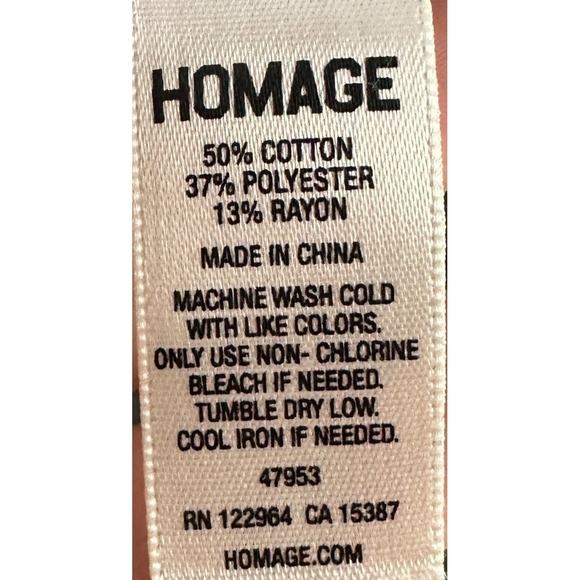 HOMAGE
50% COTTON
37% POLYESTER
13% RAYON
MADE IN CHINA
MACHINE WASH COLD
WITH LIKE COLORS.
ONLY USE NON- CHLORINE
BLEACH IF NEEDED.
TUMBLE DRY LOW.
COOL IRON IF NEEDED.
47953
RN 122964 CA 15387
HOMAGE.COM